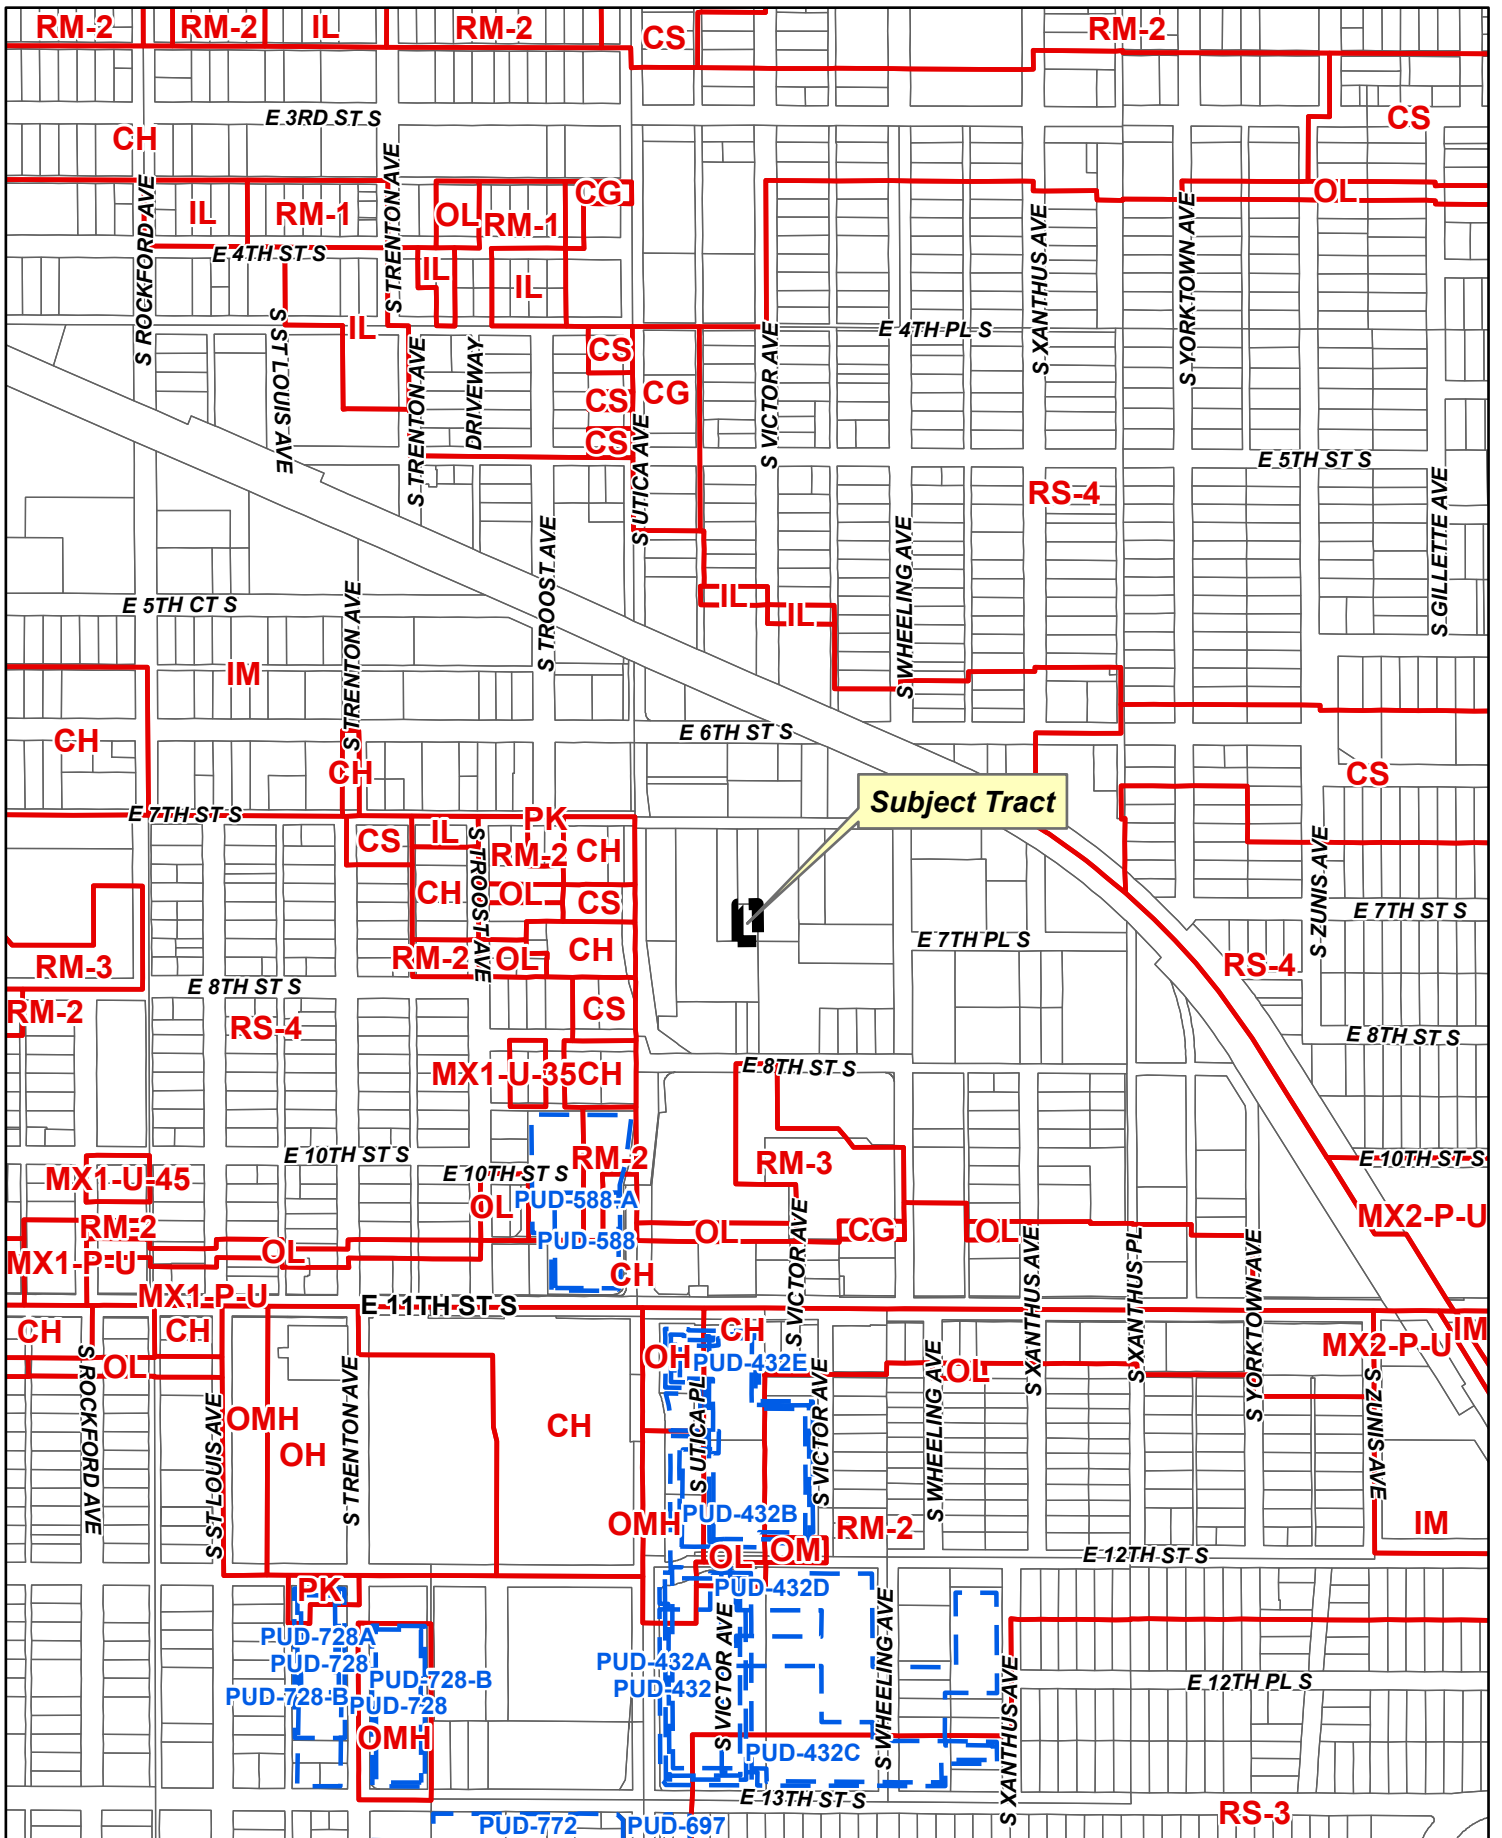 RM-2
RM-2
IL
RM-2
CS
RM-2
E 3RD ST S
CH
CS
CG
OL
IL
RM-1
OL
RM-1
S ROCKFORD AVE
S TRENTON AVE
E 4TH ST S
IL
IL
S XANTHUS AVE
S YORKTOWN AVE
S ST LOUIS AVE
IL
E 4TH PL S
S TRENTON AVE
DRIVEWAY
CS
CS
CS
CG
S UTICA AVE
S VICTOR AVE
E 5TH ST S
RS-4
S GILLETTE AVE
S TROOST AVE
S WHEELING AVE
E 5TH CT S
IL
IL
S TRENTON AVE
IM
E 6TH ST S
CH
CH
CS
Subject Tract
E 7TH ST S
PK
CS
IL
RM-2
CH
S TROOST AVE
CH
OL
CS
S ZUNIS AVE
E 7TH ST S
E 7TH PL S
RM-3
RM-2
OL
CH
RS-4
E 8TH ST S
RM-2
RS-4
CS
E 8TH ST S
MX1-U-35
CH
E 8TH ST S
E 10TH ST S
RM-2
RM-3
E 10TH ST S
MX1-U-45
E 10TH ST S
PUD-588-A
OL
RM-2
MX2-P-U
OL
PUD-588
OL
CG
OL
S VICTOR AVE
S XANTHUS AVE
S XANTHUS PL
S YORKTOWN AVE
MX1-P-U
CH
MX1-P-U
E 11TH ST S
CH
CH
CH
IM
MX2-P-U
OH
PUD-432E
OL
OL
S ROCKFORD AVE
S ST LOUIS AVE
S TRENTON AVE
S UTICA PL
S VICTOR AVE
S WHEELING AVE
S ZUNIS AVE
OMH
OH
CH
OMH
PUD-432B
RM-2
IM
OL
OM
E 12TH ST S
PK
PUD-432D
PUD-728A
PUD-728
PUD-728-B
PUD-728-B
PUD-728
OMH
PUD-432A
PUD-432
S VICTOR AVE
S WHEELING AVE
S XANTHUS AVE
E 12TH PL S
PUD-432C
E 13TH ST S
RS-3
PUD-772
PUD-697